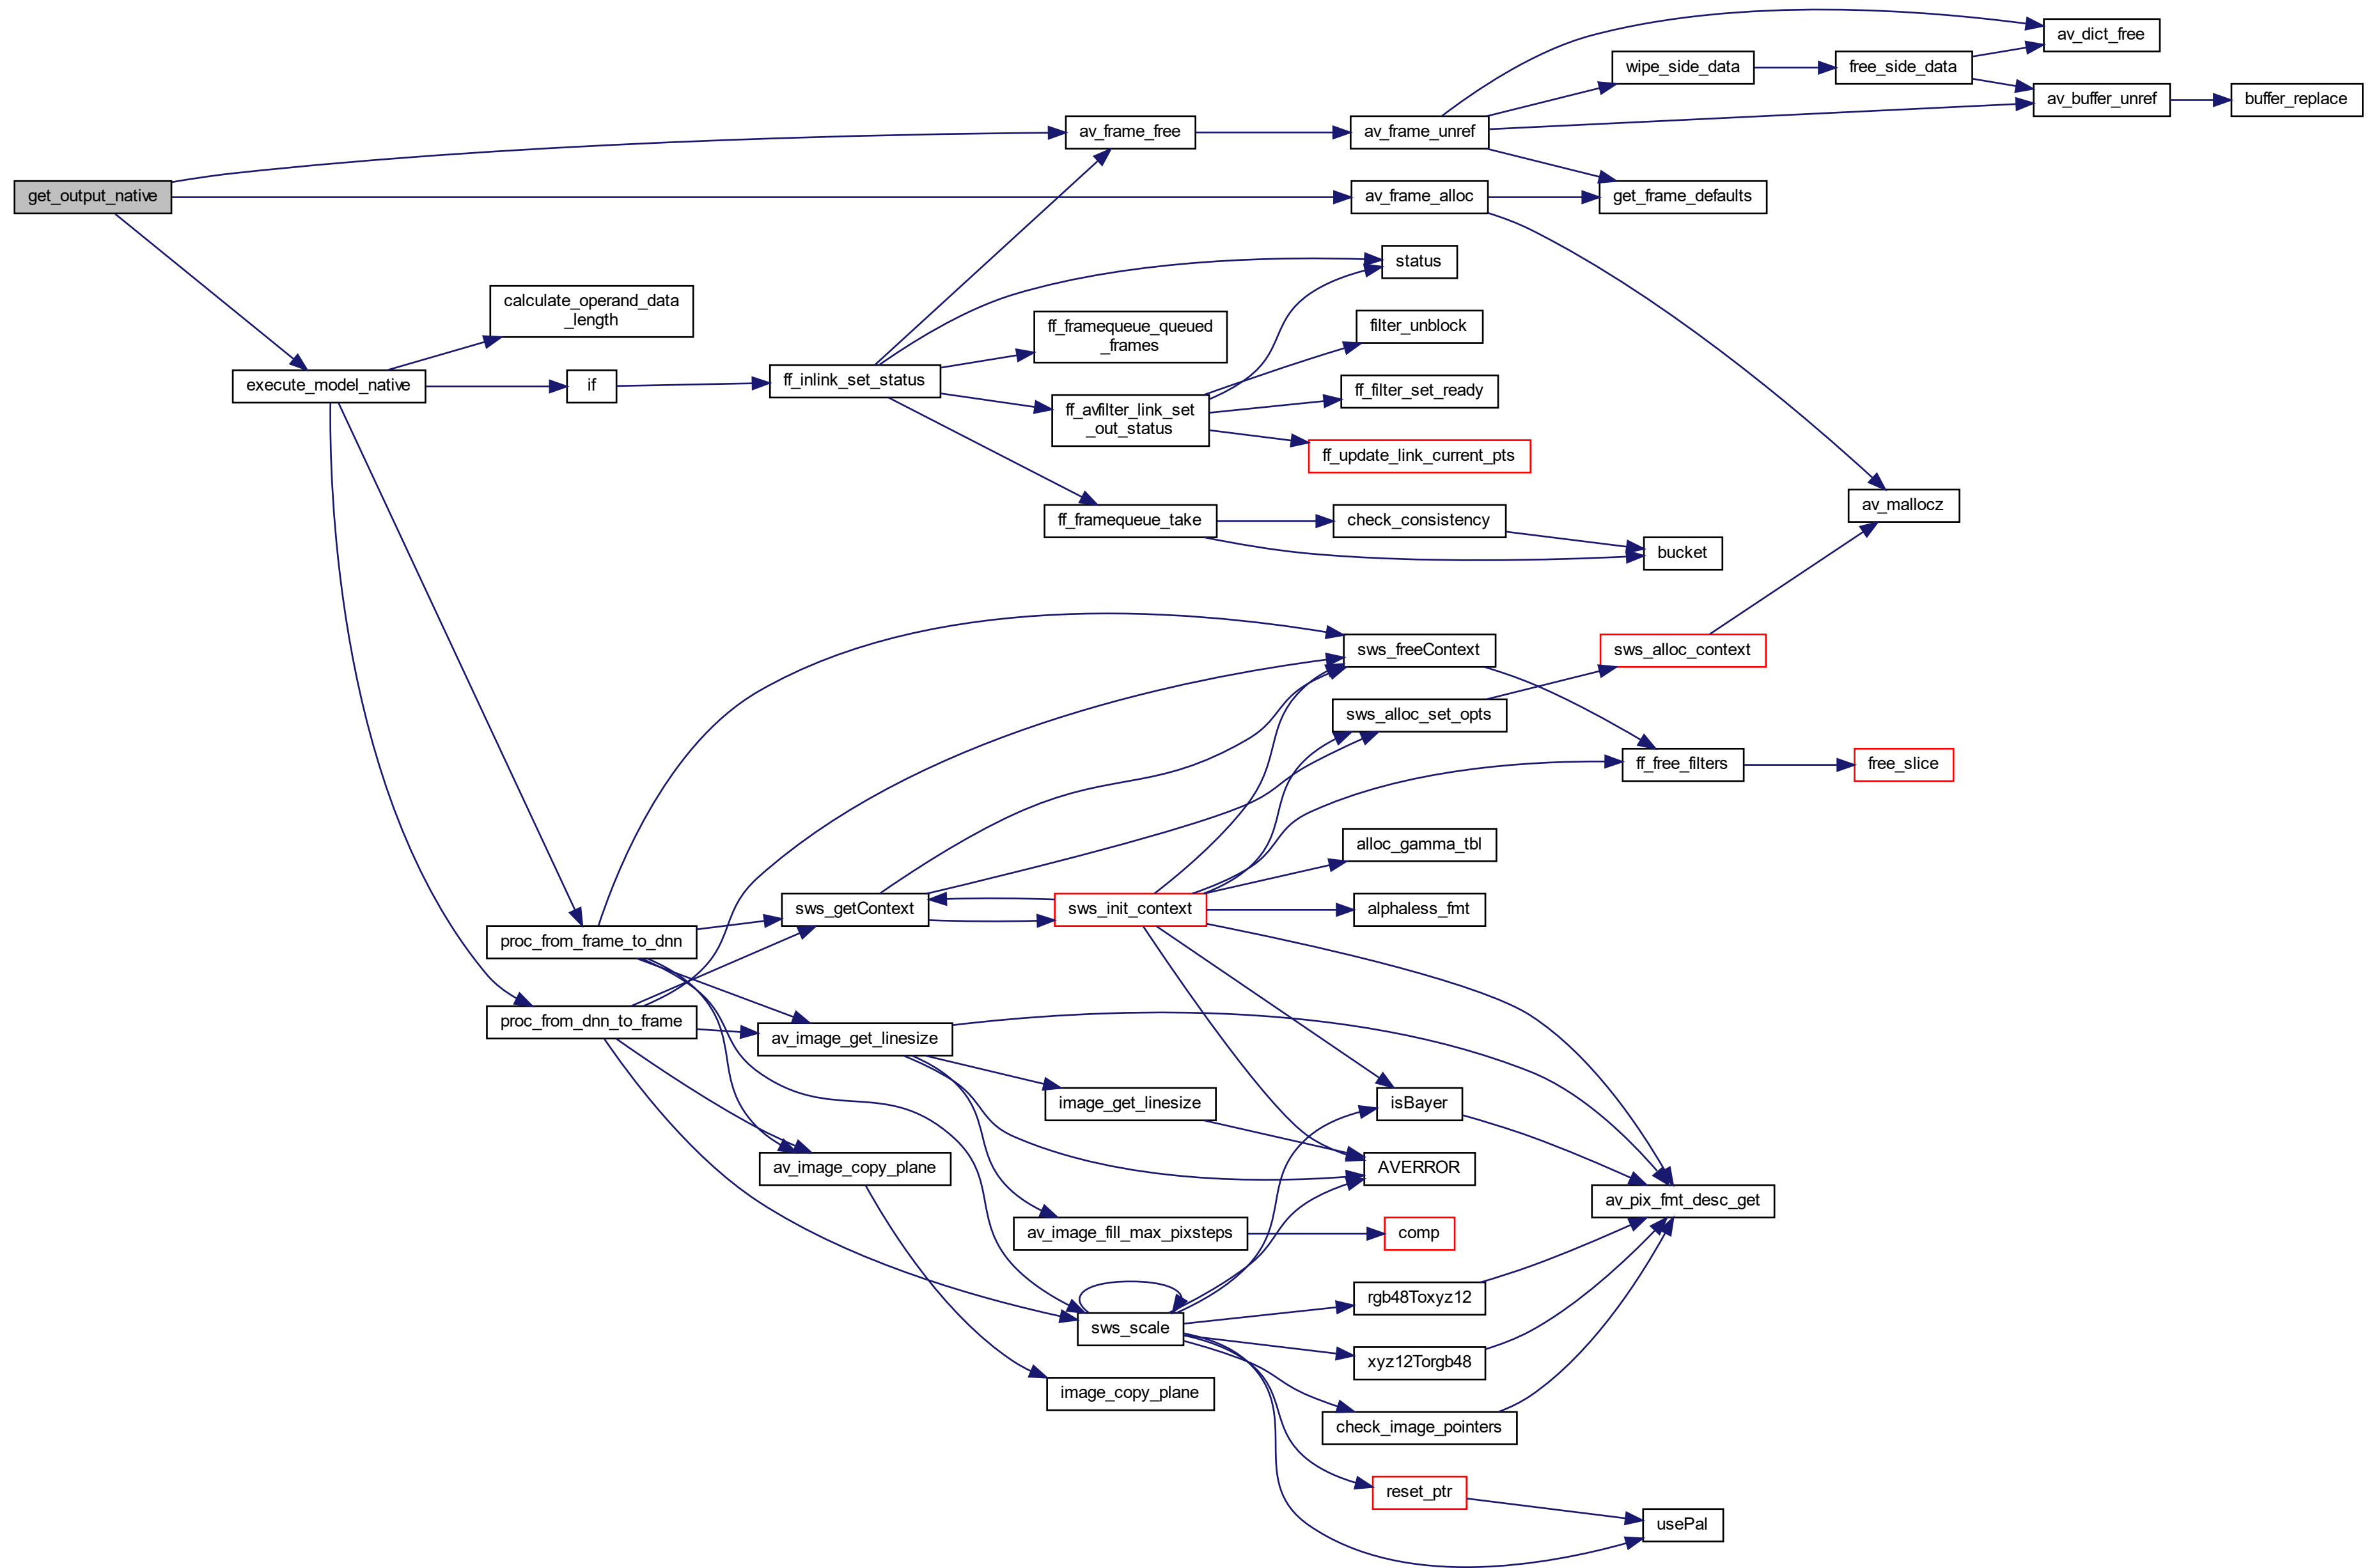 av_dict_free
wipe_side_data
free_side_data
av_buffer_unref
buffer_replace
av_frame_free
av_frame_unref
get_output_native
av_frame_alloc
get_frame_defaults
status
calculate_operand_data
_length
ff_framequeue_queued
_frames
filter_unblock
execute_model_native
if
ff_inlink_set_status
ff_filter_set_ready
ff_avfilter_link_set
_out_status
ff_update_link_current_pts
av_mallocz
ff_framequeue_take
check_consistency
bucket
sws_freeContext
sws_alloc_context
sws_alloc_set_opts
ff_free_filters
free_slice
alloc_gamma_tbl
sws_getContext
sws_init_context
alphaless_fmt
proc_from_frame_to_dnn
proc_from_dnn_to_frame
av_image_get_linesize
image_get_linesize
isBayer
av_image_copy_plane
AVERROR
av_pix_fmt_desc_get
av_image_fill_max_pixsteps
comp
rgb48Toxyz12
sws_scale
xyz12Torgb48
image_copy_plane
check_image_pointers
reset_ptr
usePal